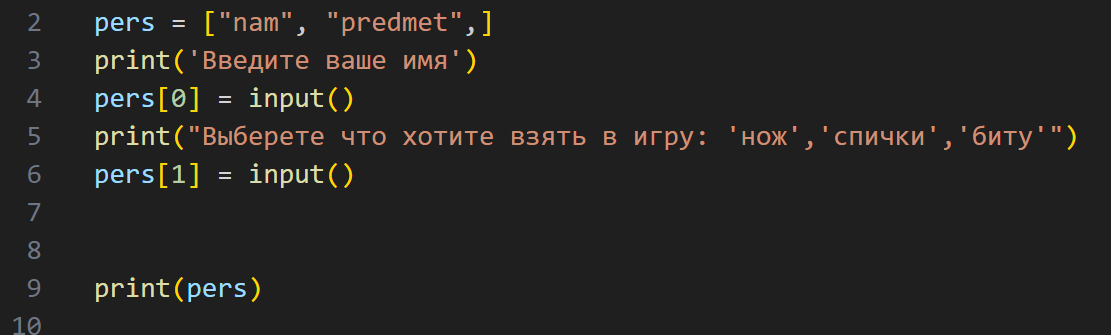 2 pers = ["nam", "predmet",]
3 print('Введите ваше имя')
4 pers[0] = input()
5 print("Выберете что хотите взять в игру: 'нож','спички','биту'")
6 pers[1] = input()
7
8
9 print(pers)
10